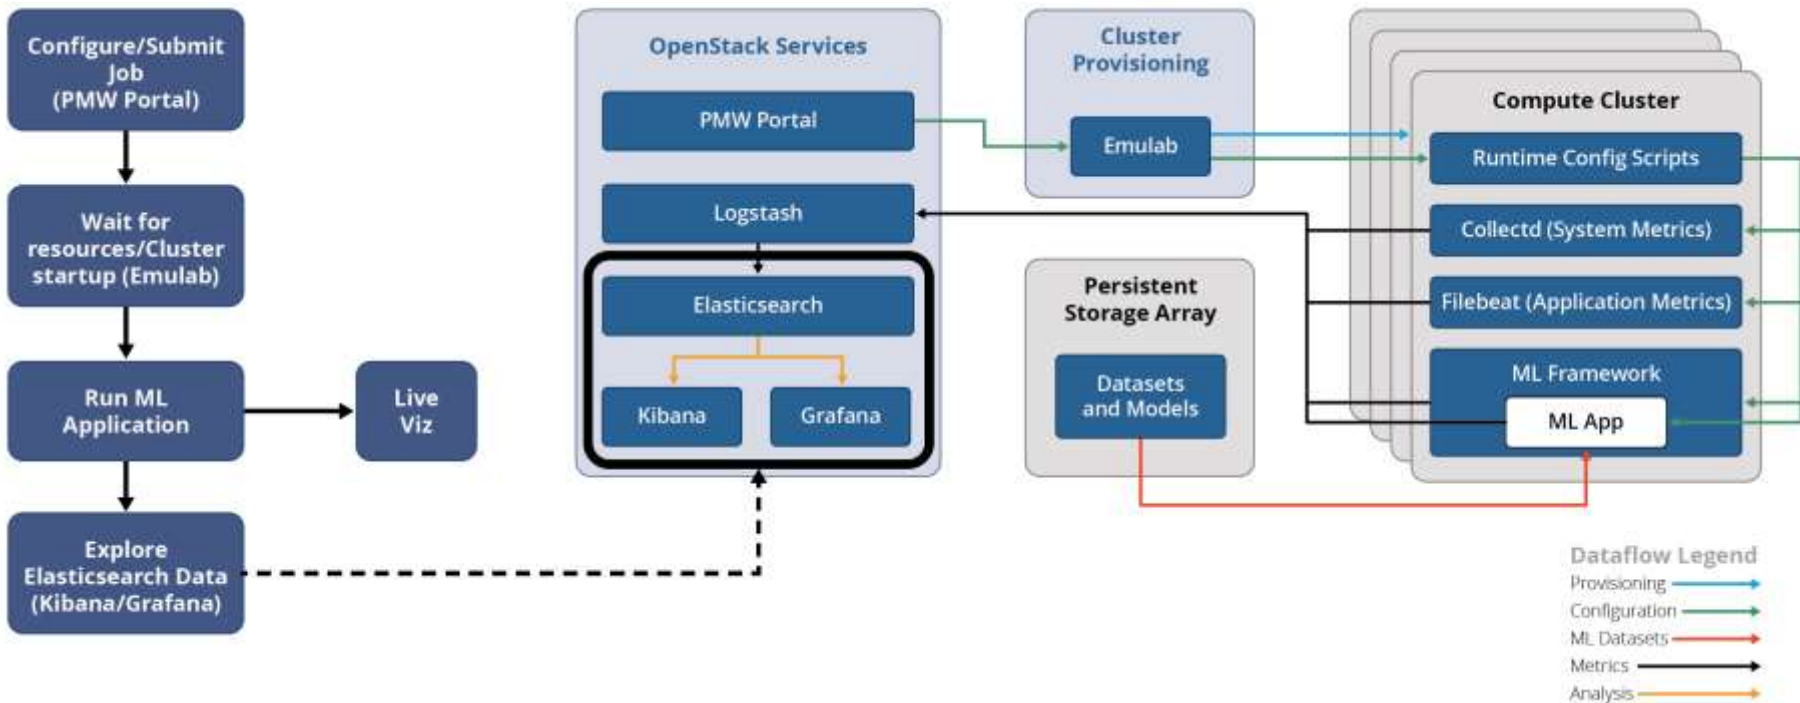 Configure/Submit
Job
(PMW Portal)
Wait for
resources/Cluster
startup (Emulab)
Run ML
Application
Live
Viz
Explore
Elasticsearch Data
(Kibana/Grafana)
OpenStack Services
PMW Portal
Logstash
Elasticsearch
Kibana
Grafana
Cluster
Provisioning
Emulab
Persistent
Storage Array
Datasets
and Models
Compute Cluster
Runtime Config Scripts
Collectd (System Metrics)
Filebeat (Application Metrics)
ML Framework
ML App
Dataflow Legend
Provisioning
Configuration
ML Datasets
Metrics
Analysis